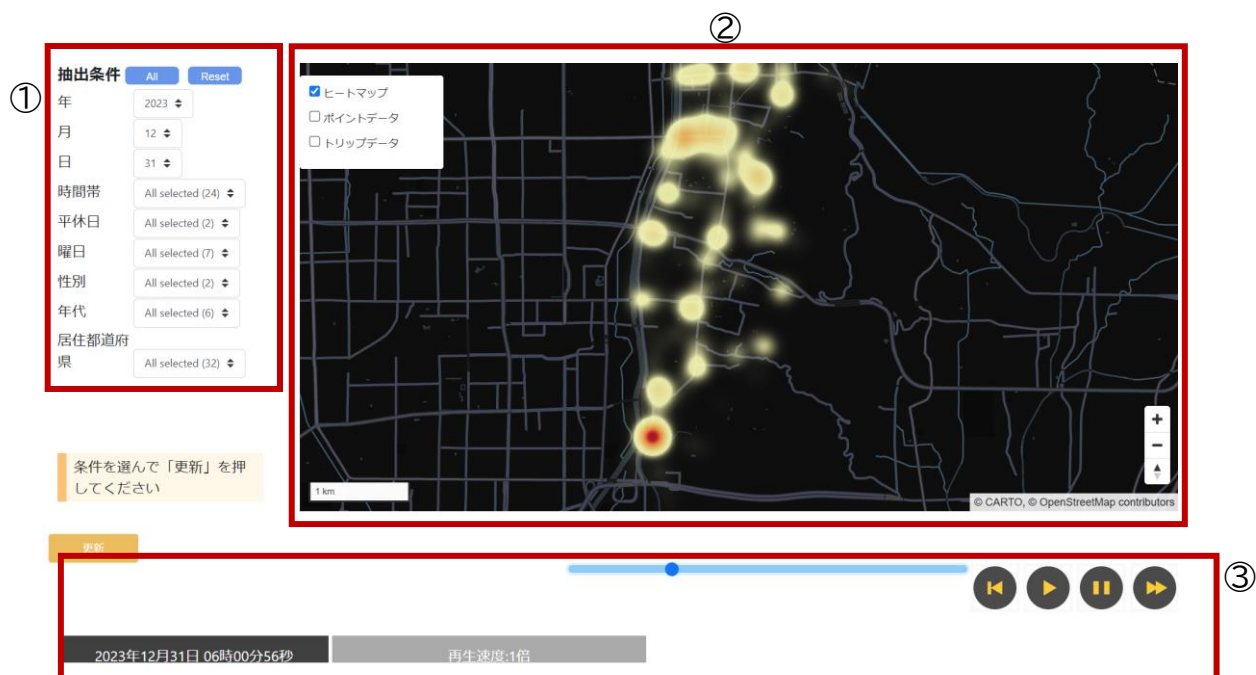 ②
①
抽出条件 All Reset
年 2023
月 12
日 31
時間帯 All selected (24)
平休日 All selected (2)
曜日 All selected (7)
性別 All selected (2)
年代 All selected (6)
居住都道府
県 All selected (32)
ヒートマップ
ポイントデータ
トリップデータ
1 km
© CARTO, © OpenStreetMap contributors
条件を選んで「更新」を押
してください
更新
③
2023年12月31日 06時00分56秒
再生速度:1倍